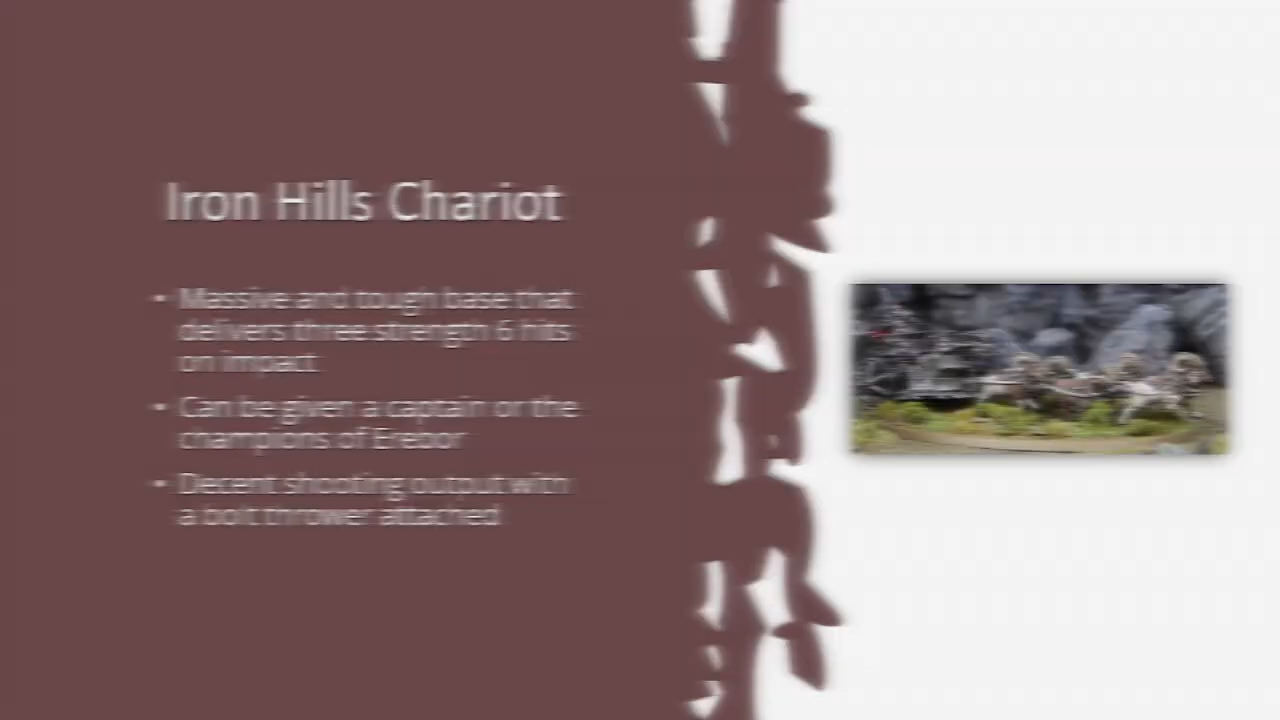 Iron Hills Chariot
• Massive and tough base that
delivers three strength 6 hits
on impact
• Can be given a captain or the
champions of Erebor
• Decent shooting output with
a bolt thrower attached